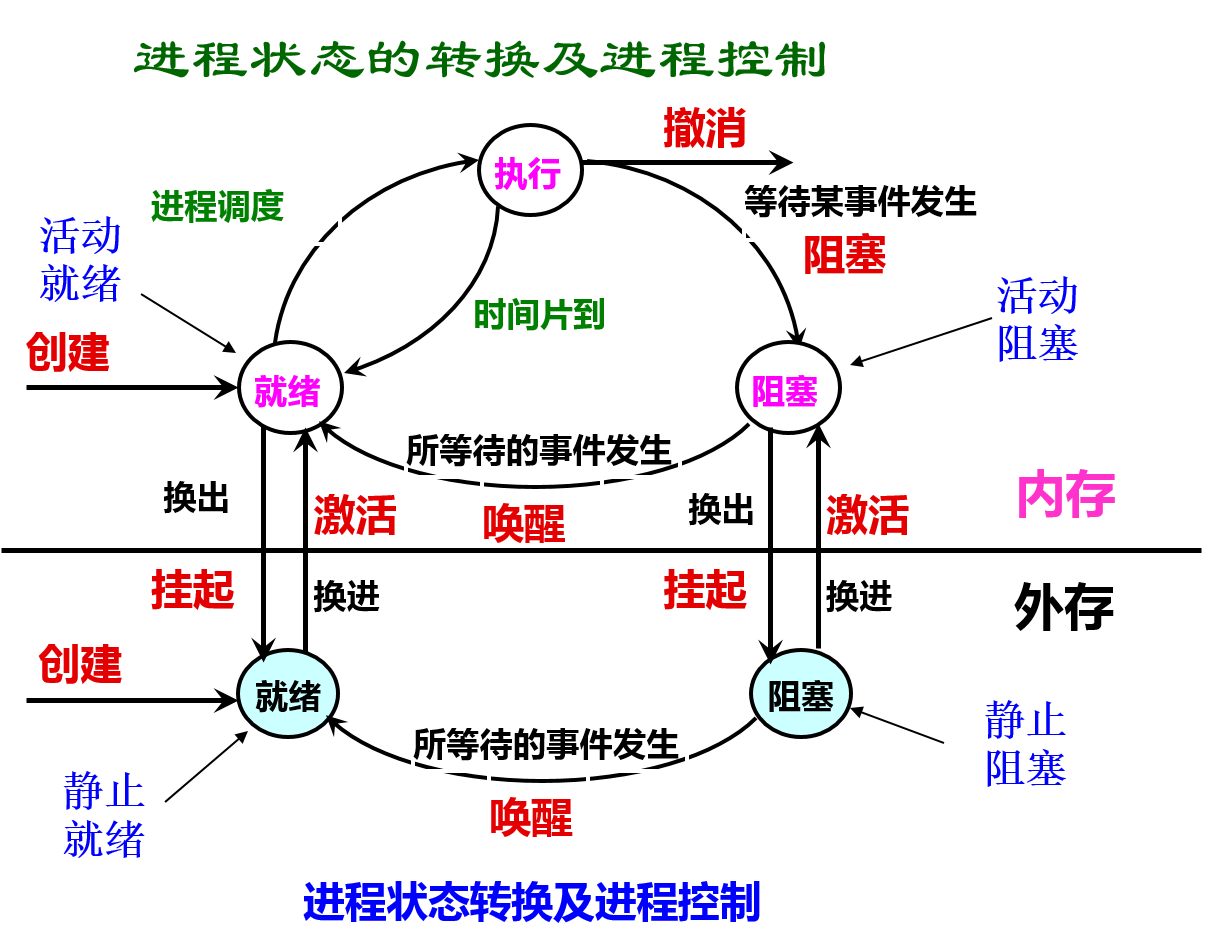 进程状态的转换及进程控制
撤消
执行
进程调度
等待某事件发生
活动
就绪
阻塞
时间片到
活动
阻塞
创建
就绪
阻塞
所等待的事件发生
换出
激活
唤醒
换出
激活
内存
挂起
换进
挂起
换进
外存
创建
就绪
阻塞
静止
阻塞
所等待的事件发生
静止
就绪
唤醒
进程状态转换及进程控制